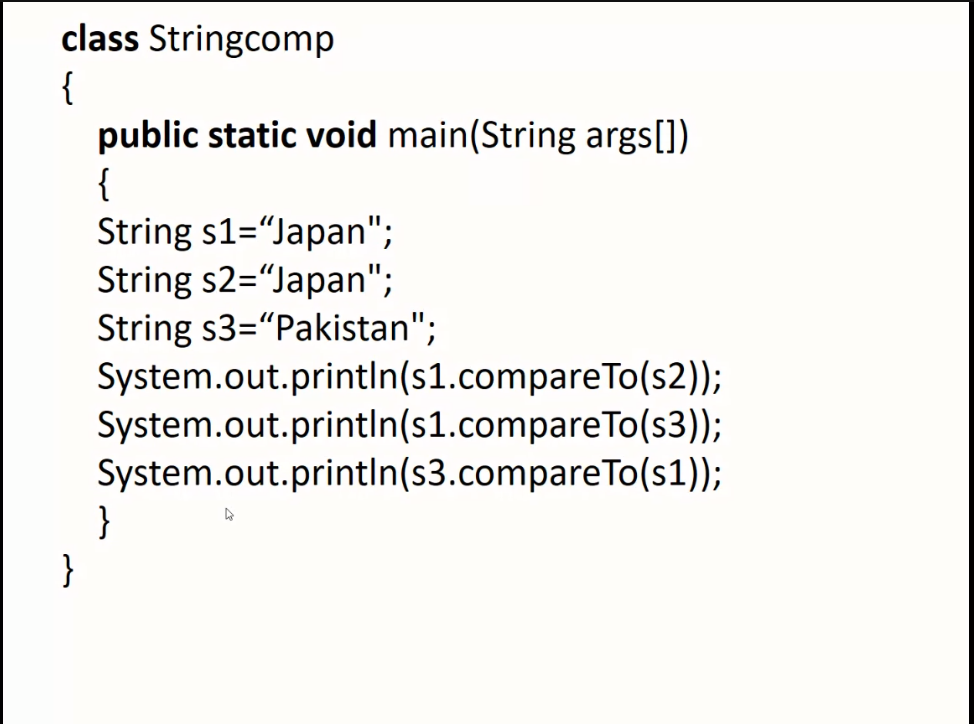 class Stringcomp
{
public static void main(String args[])
{
String s1=“Japan";
String s2=“Japan";
String s3=“Pakistan";
System.out.println(s1.compareTo(s2));
System.out.println(s1.compareTo(s3));
System.out.println(s3.compareTo(s1));
}
}